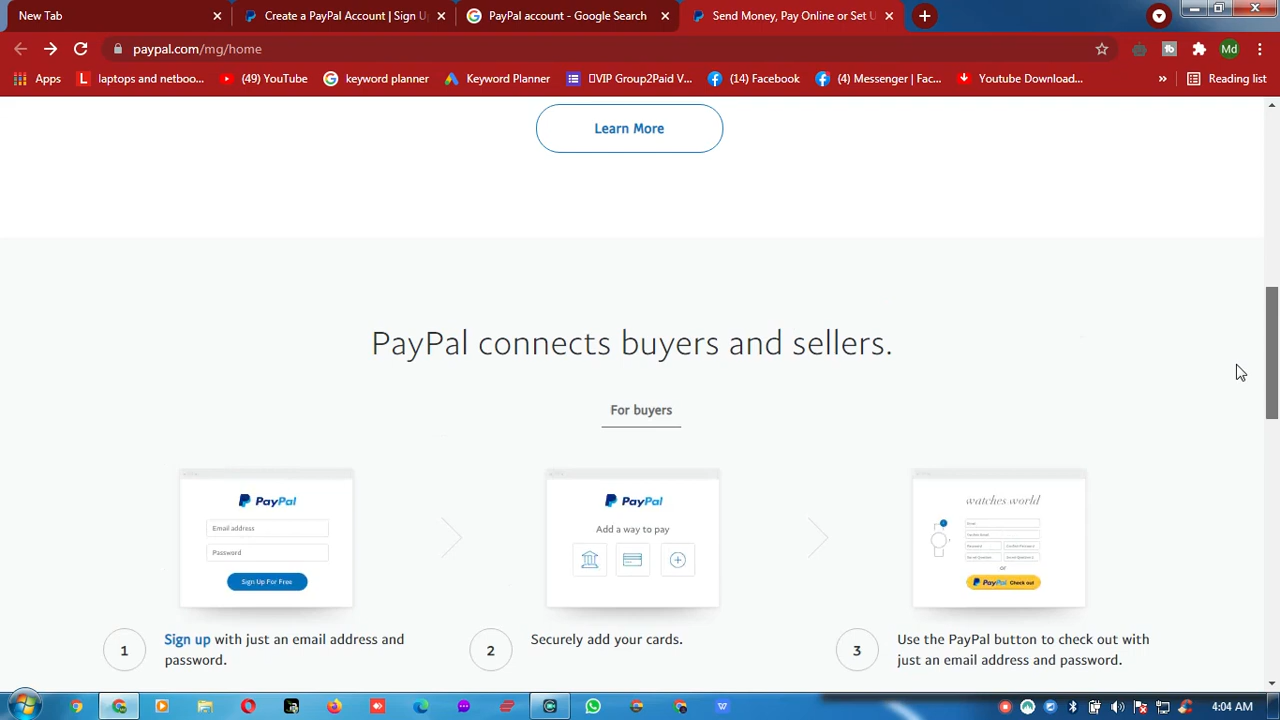 New Tab
Create a PayPal Account | Sign U
PayPal account - Google Search
Send Money, Pay Online or Set U
paypal.com/mg/home
Md
Apps
laptops and netboo...
(49) YouTube
keyword planner
Keyword Planner
VIP Group2Paid V...
(14) Facebook
(4) Messenger | Fac...
Youtube Download...
»
Reading list
Learn More
PayPal connects buyers and sellers.
For buyers
PayPal
Email address
Password
Sign Up For Free
PayPal
Add a way to pay
watches world
Email
Password
or
PayPal Check out
1
Sign up with just an email address and
password.
2
Securely add your cards.
3
Use the PayPal button to check out with
just an email address and password.
4:04 AM